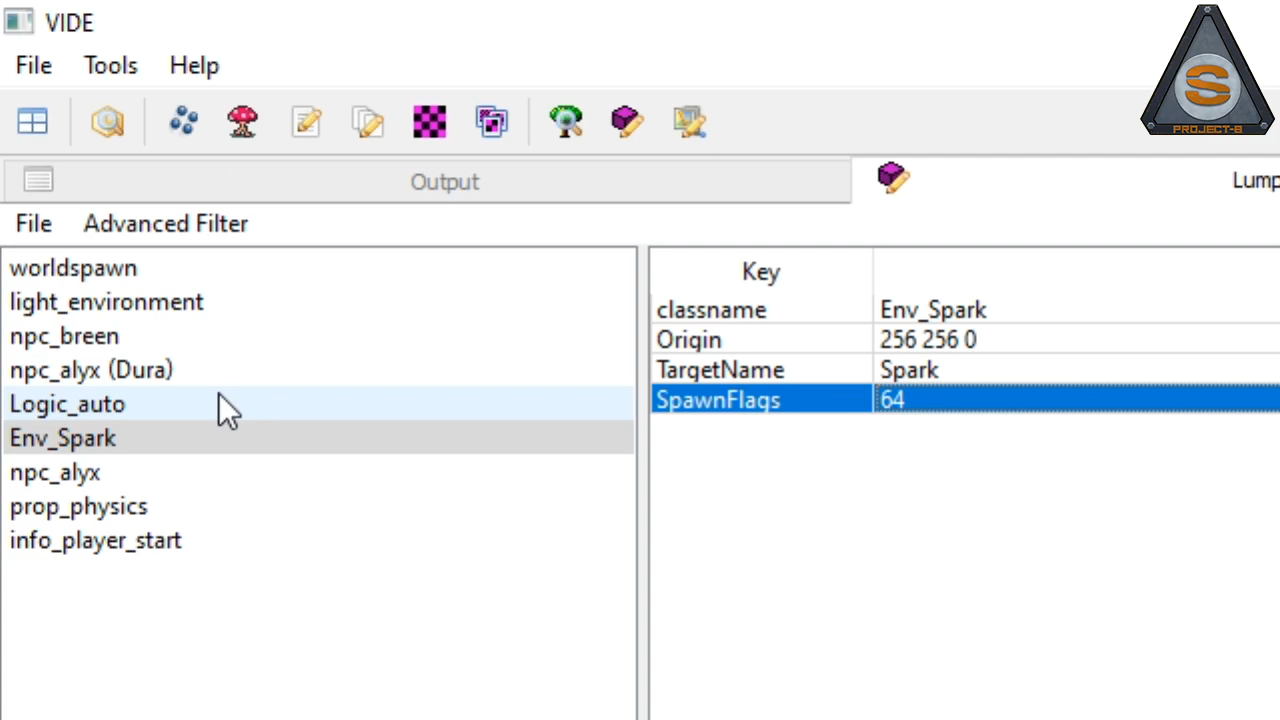 VIDE
File Tools Help
S
PROJECT-S
Output
Lump
File Advanced Filter
worldspawn
light_environment
npc_breen
npc_alyx (Dura)
Logic_auto
Env_Spark
npc_alyx
prop_physics
info_player_start
Key
classname Env_Spark
Origin 256 256 0
TargetName Spark
SpawnFlags 64